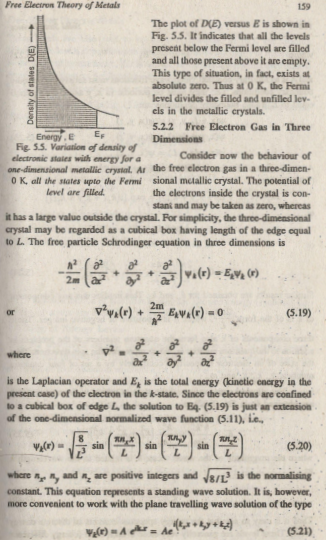 Free Electron Theory of Metals 159
Density of states D(E)
Energy, E E_F
Fig. 5.5. Variation of density of
electronic states with energy for a
one-dimensional metallic crystal. At
0 K, all the states upto the Fermi
level are filled.
The plot of D(E) versus E is shown in
Fig. 5.5. It indicates that all the levels
present below the Fermi level are filled
and all those present above it are empty.
This type of situation, in fact, exists at
absolute zero. Thus at 0 K, the Fermi
level divides the filled and unfilled lev-
els in the metallic crystals.
5.2.2 Free Electron Gas in Three
Dimensions
Consider now the behaviour of
the free electron gas in a three-dimen-
sional metallic crystal. The potential of
the electrons inside the crystal is con-
stant and may be taken as zero, whereas
it has a large value outside the crystal. For simplicity, the three-dimensional
crystal may be regarded as a cubical box having length of the edge equal
to L. The free particle Schrodinger equation in three dimensions is
−ħ²/2m (∂²/∂x² + ∂²/∂y² + ∂²/∂z²) ψ_k(r) = E_kψ_k (r)
or ∇²ψ_k(r) + 2m/ħ² E_kψ_k(r) = 0 (5.19)
where ∇² = ∂²/∂x² + ∂²/∂y² + ∂²/∂z²
is the Laplacian operator and E_k is the total energy (kinetic energy in the
present case) of the electron in the k-state. Since the electrons are confined
to a cubical box of edge L, the solution to Eq. (5.19) is just an extension
of the one-dimensional normalized wave function (5.11), i.e.,
ψ_k(r) = √(8/L³) sin (πn_x x/L) sin (πn_y y/L) sin (πn_z z/L) (5.20)
where n_x, n_y and n_z are positive integers and √(8/L³) is the normalising
constant. This equation represents a standing wave solution. It is, however,
more convenient to work with the plane travelling wave solution of the type
ψ_k(r) = A e^{ik.r} = Ae^{i(k_x x + k_y y + k_z z)} (5.21)